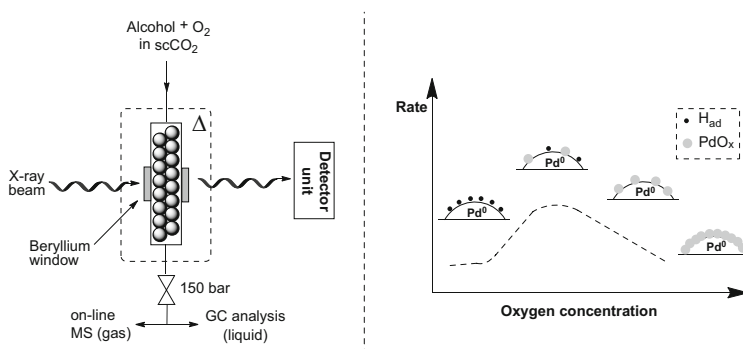 Alcohol + O₂
in scCO₂
Δ
X-ray
beam
Detector
unit
Beryllium
window
150 bar
on-line
MS (gas)
GC analysis
(liquid)
Rate
H_ad
PdOₓ
Pd⁰
Pd⁰
Pd⁰
Pd⁰
Oxygen concentration